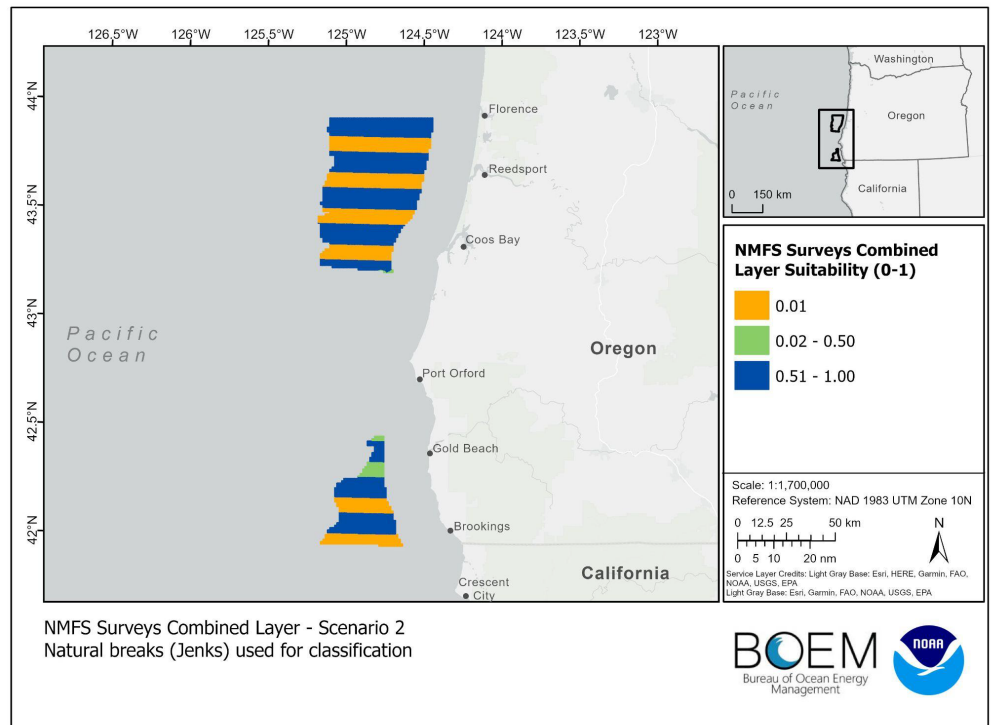 126.5°W 126°W 125.5°W 125°W 124.5°W 124°W 123.5°W 123°W
44°N
43.5°N
43°N
42.5°N
42°N
Florence
Reedsport
Coos Bay
Pacific
Ocean
Oregon
Port Orford
Gold Beach
Brookings
California
Crescent
City
Washington
Pacific
Ocean
Oregon
California
0 150 km
NMFS Surveys Combined
Layer Suitability (0-1)
0.01
0.02 - 0.50
0.51 - 1.00
Scale: 1:1,700,000
Reference System: NAD 1983 UTM Zone 10N
0 12.5 25 50 km
N
0 5 10 20 nm
Service Layer Credits: Light Gray Base: Esri, HERE, Garmin, FAO,
NOAA, USGS, EPA
Light Gray Base: Esri, Garmin, FAO, NOAA, USGS, EPA
NMFS Surveys Combined Layer - Scenario 2
Natural breaks (Jenks) used for classification
BOEM
Bureau of Ocean Energy
Management
NOAA